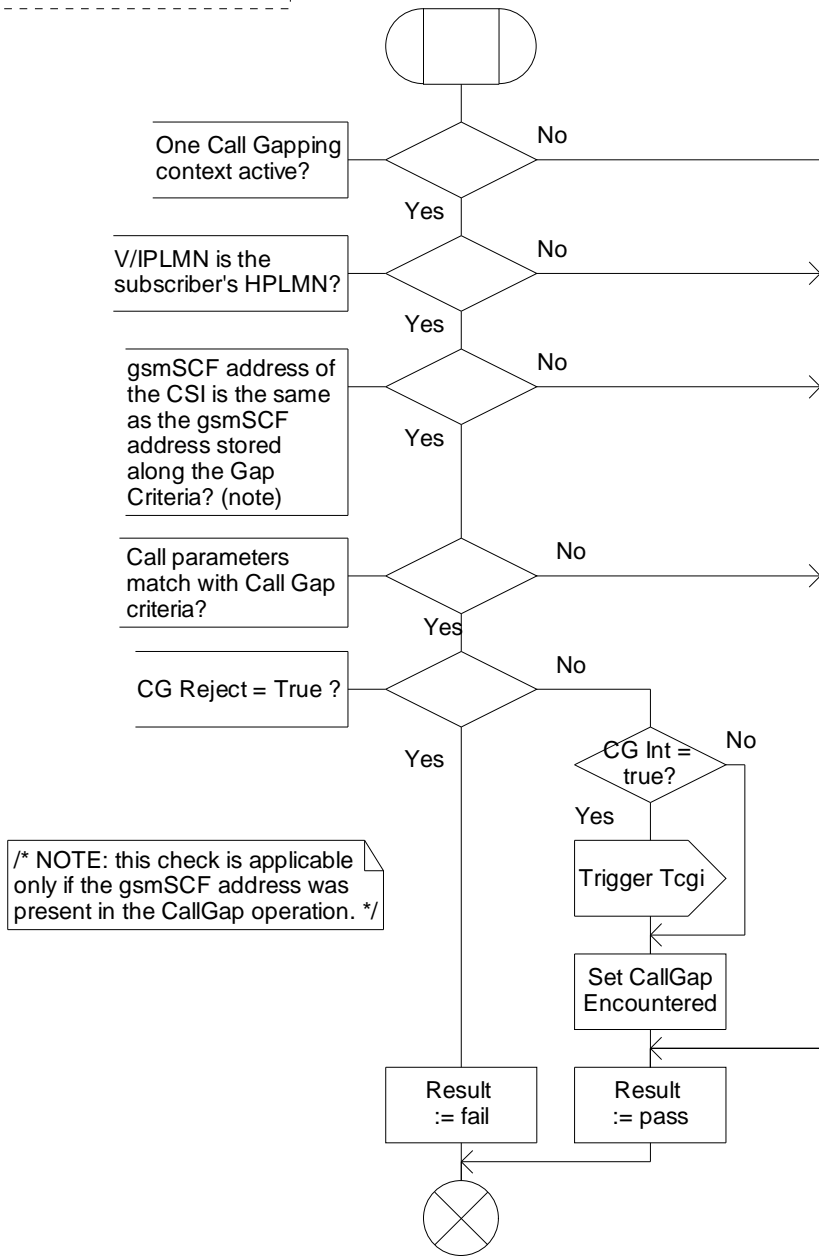 One Call Gapping
context active?
No
Yes
V/IPLMN is the
subscriber's HPLMN?
No
Yes
gsmSCF address of
the CSI is the same
as the gsmSCF
address stored
along the Gap
Criteria? (note)
No
Yes
Call parameters
match with Call Gap
criteria?
No
Yes
CG Reject = True ?
No
Yes
CG Int =
true?
No
Yes
Trigger Tcgi
/* NOTE: this check is applicable
only if the gsmSCF address was
present in the CallGap operation. */
Set CallGap
Encountered
Result
:= fail
Result
:= pass